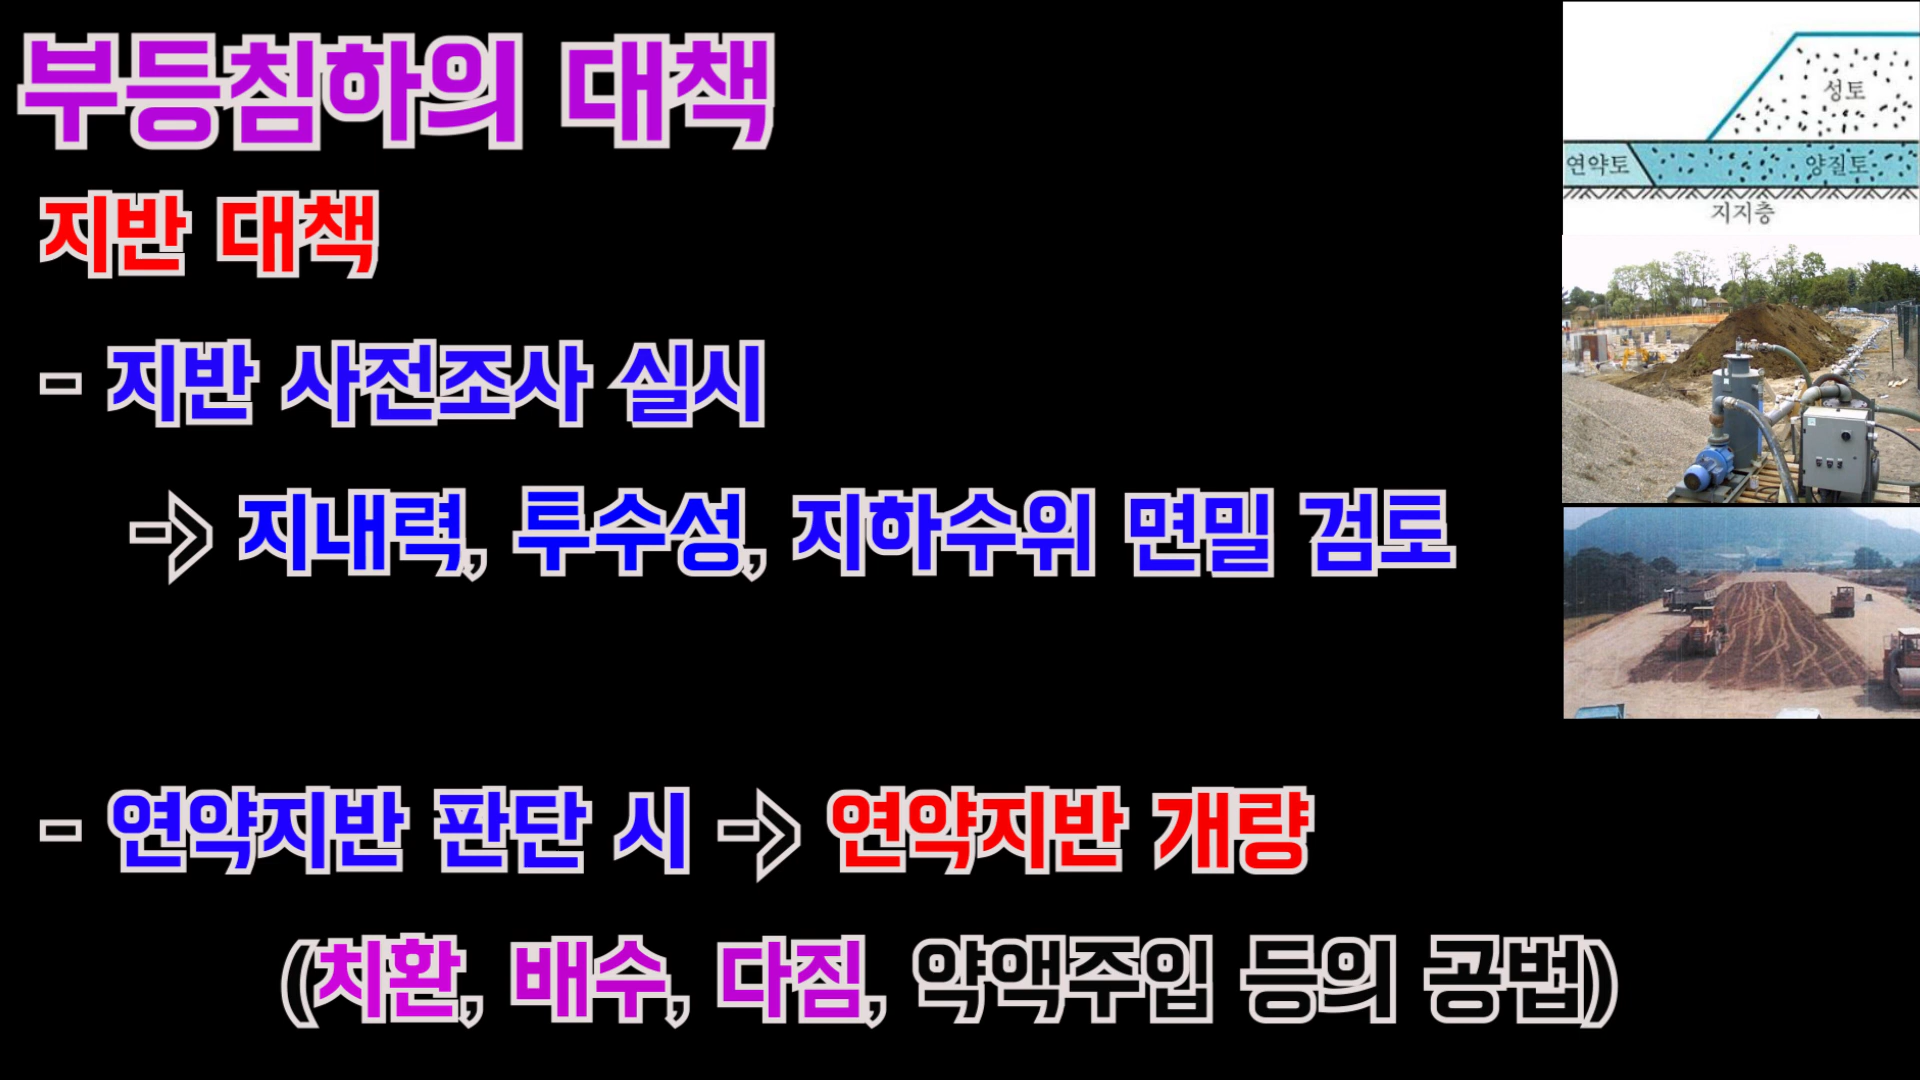 부등침하의 대책
지반 대책
- 지반 사전조사 실시
-> 지내력, 투수성, 지하수위 면밀 검토
- 연약지반 판단 시 -> 연약지반 개량
(치환, 배수, 다짐, 약액주입 등의 공법)
성토
연약토 양질토
지지층